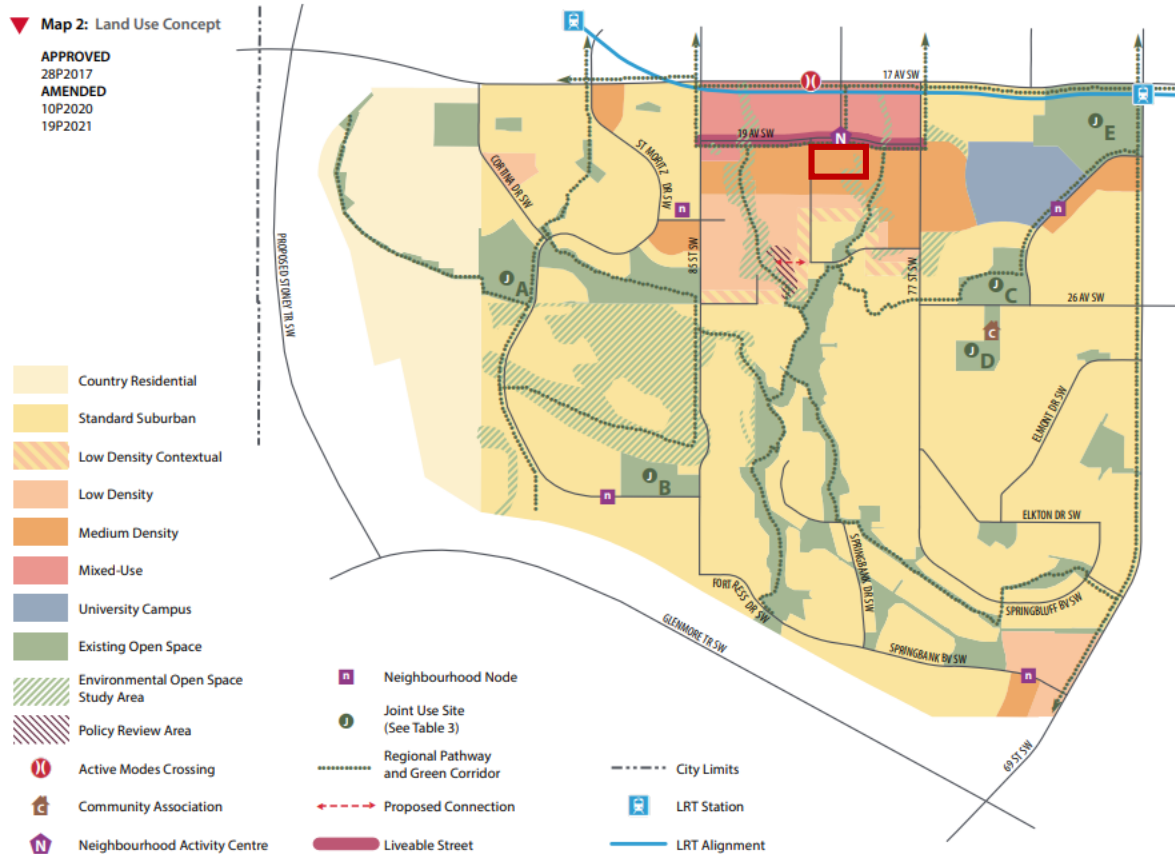 Map 2: Land Use Concept
APPROVED
28P2017
AMENDED
10P2020
19P2021
17 AV SW
19 AV SW
N
J E
CORTINA DR SW
ST MORITZ DR SW
n
n
PROPOSED STONEY TR SW
85 ST SW
77 ST SW
J A
J C
26 AV SW
C
J D
ELMONT DR SW
J B
n
ELKTON DR SW
SPRINGBANK DR SW
FORTRESS DR SW
SPRINGBLUFF BV SW
GLENMORE TR SW
SPRINGBANK BV SW
n
69 ST SW
Country Residential
Standard Suburban
Low Density Contextual
Low Density
Medium Density
Mixed-Use
University Campus
Existing Open Space
Environmental Open Space
Study Area
Policy Review Area
Active Modes Crossing
C Community Association
N Neighbourhood Activity Centre
n Neighbourhood Node
J Joint Use Site
(See Table 3)
Regional Pathway
and Green Corridor
Proposed Connection
Liveable Street
City Limits
LRT Station
LRT Alignment